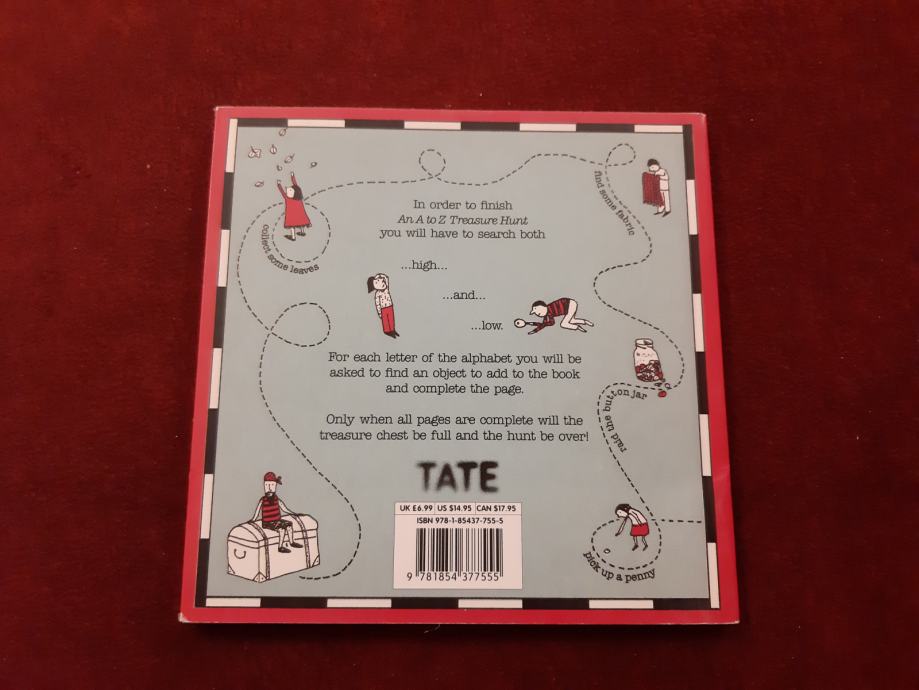 In order to finish
An A to Z Treasure Hunt
you will have to search both
...high...
...and...
...low.
For each letter of the alphabet you will be
asked to find an object to add to the book
and complete the page.
Only when all pages are complete will the
treasure chest be full and the hunt be over!
collect some leaves
find some fabric
raid the button jar
pick up a penny
TATE
UK £6.99 US $14.95 CAN $17.95
ISBN 978-1-85437-755-5
9 781854 377555